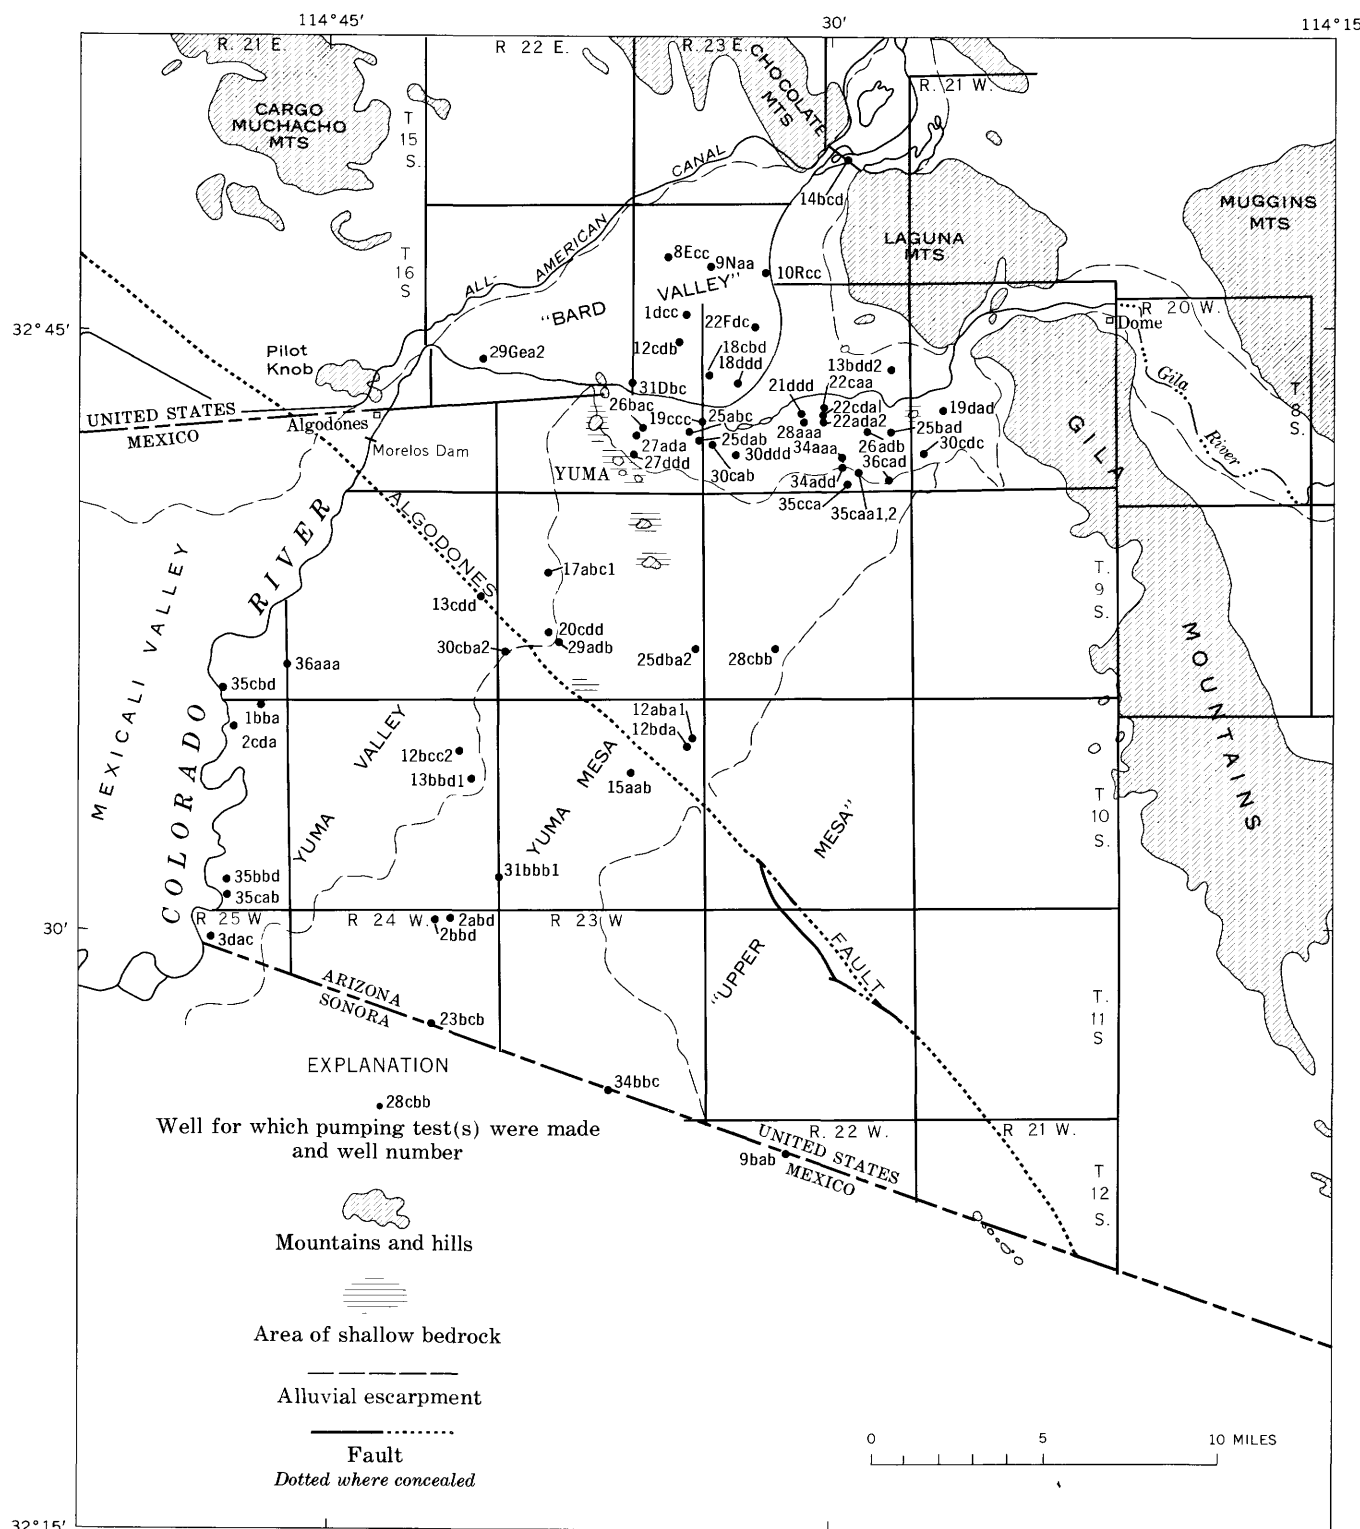 114°45'
30'
114°15'
R. 21 E.
R 22 E.
R. 23 E.
R. 21 W.
CHOCOLATE
MTS
CARGO
MUCHACHO
MTS
T
15
S.
CANAL
14bcd
MUGGINS
MTS
LAGUNA
MTS
AMERICAN
ALL-
T
16
S
8Ecc
9Naa
10Rcc
"BARD
VALLEY"
R 20 W.
1dcc
22Fdc
Dome
32°45'
Pilot
Knob
29Gea2
12cdb
18cbd
18ddd
13bdd2
22caa
21ddd
31Dbc
Gila
River
T
8
S.
UNITED STATES
MEXICO
Algodones
26bac
19ccc
25abc
22cdal
22ada2
19dad
28aaa
25bad
26adb
30cdc
Morelos Dam
27ada
25dab
30ddd
34aaa
36cad
27ddd
YUMA
30cab
34add
35cca
35caa1,2
GILA
MOUNTAINS
ALGODONES
COLORADO
RIVER
MEXICALI VALLEY
17abc1
13cdd
T.
9
S.
20cdd
29adb
30cba2
25dba2
28cbb
36aaa
35cbd
1bba
2cda
12aba1
12bda
VALLEY
12bcc2
13bbd1
MESA
15aab
YUMA
YUMA
MESA"
T
10
S.
35bbd
35cab
31bbb1
R 25 W
R 24 W.
2abd
2bbd
R 23 W
30'
3dac
FAULT
"UPPER
ARIZONA
SONORA
T.
11
S
23bcb
EXPLANATION
28cbb
Well for which pumping test(s) were made
and well number
34bbc
R. 22 W.
R 21 W.
UNITED STATES
MEXICO
9bab
T
12
S.
Mountains and hills
Area of shallow bedrock
Alluvial escarpment
Fault
Dotted where concealed
0
5
10 MILES
32°15'